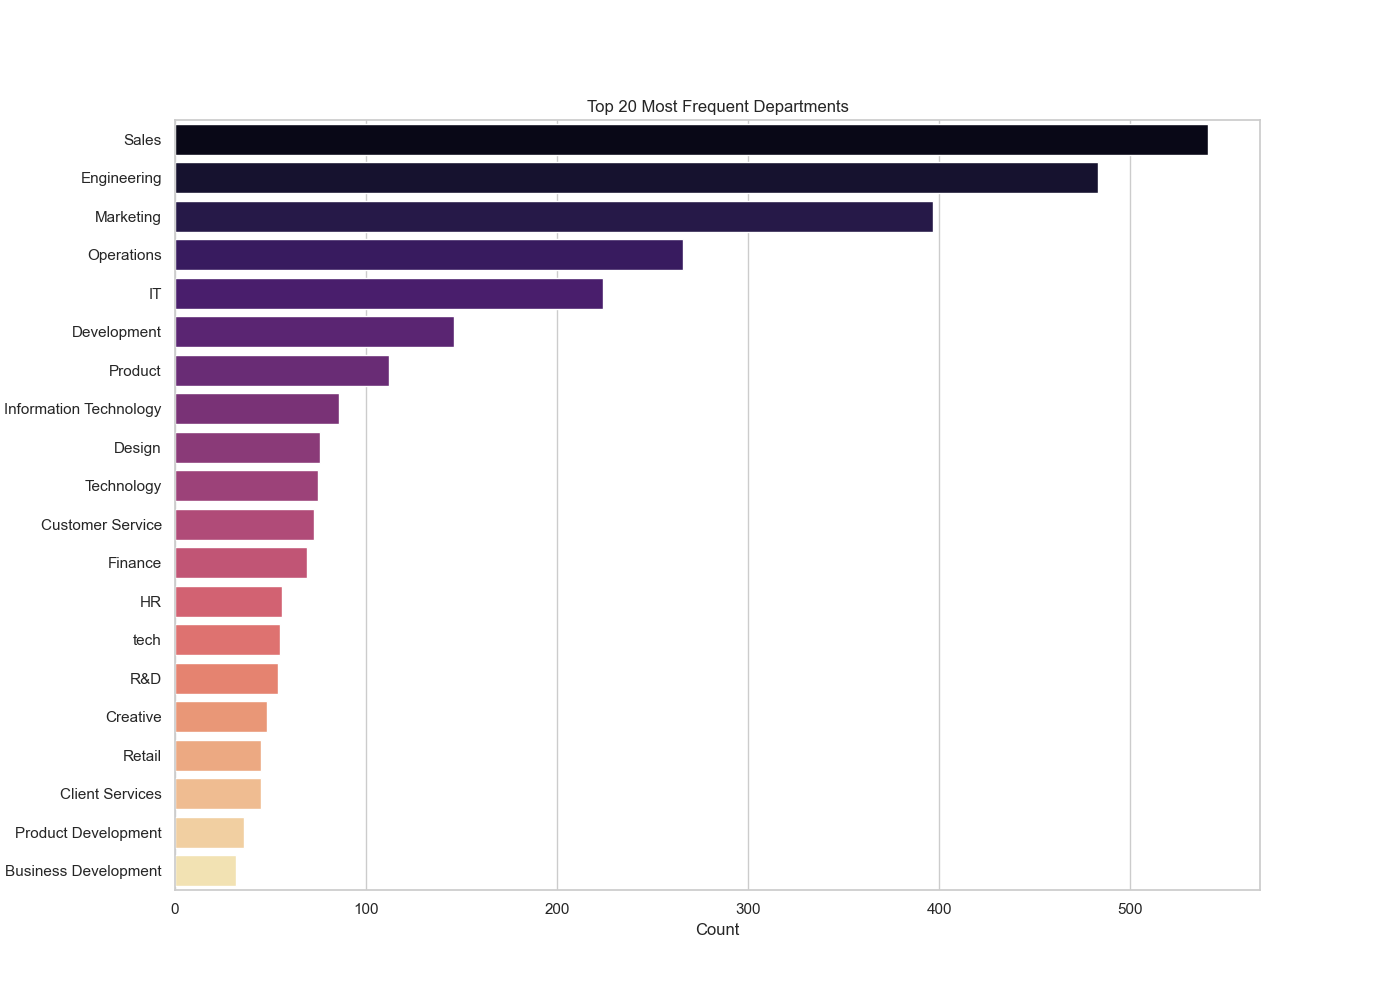 Top 20 Most Frequent Departments
Sales
Engineering
Marketing
Operations
IT
Development
Product
Information Technology
Design
Technology
Customer Service
Finance
HR
tech
R&D
Creative
Retail
Client Services
Product Development
Business Development
0 100 200 300 400 500
Count